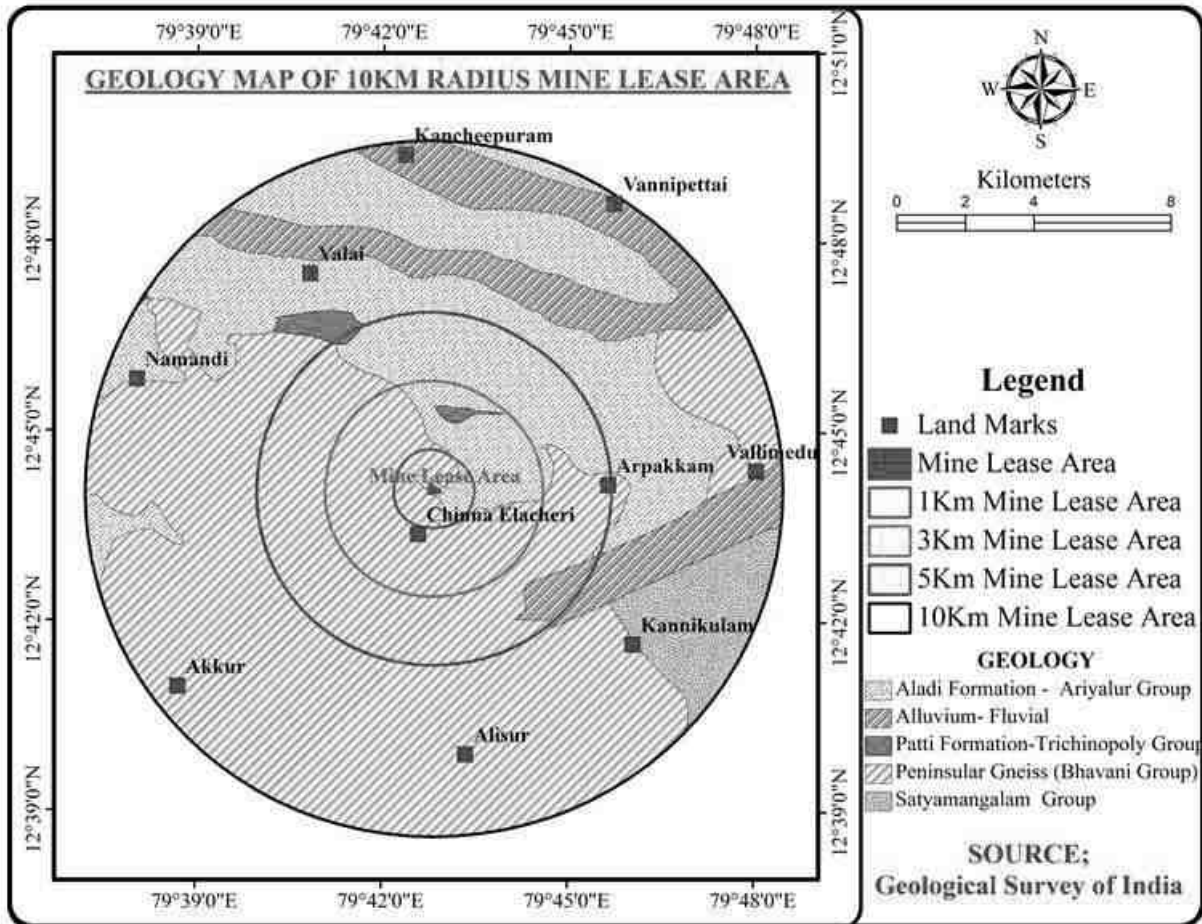 79°39'0"E
79°42'0"E
79°45'0"E
79°48'0"E
GEOLOGY MAP OF 10KM RADIUS MINE LEASE AREA
12°51'0"N
Kancheepuram
Vannipettai
12°48'0"N
12°48'0"N
Valai
Namandi
12°45'0"N
12°45'0"N
Vallimedu
Arpakkam
Mine Lease Area
Chinna Elacheri
12°42'0"N
12°42'0"N
Kannikulam
Akkur
Alisur
12°39'0"N
12°39'0"N
79°39'0"E
79°42'0"E
79°45'0"E
79°48'0"E
N
W
E
S
Kilometers
0 2 4 8
Legend
Land Marks
Mine Lease Area
1Km Mine Lease Area
3Km Mine Lease Area
5Km Mine Lease Area
10Km Mine Lease Area
GEOLOGY
Aladi Formation - Ariyalur Group
Alluvium- Fluvial
Patti Formation-Trichinopoly Group
Peninsular Gneiss (Bhavani Group)
Satyamangalam Group
SOURCE;
Geological Survey of India